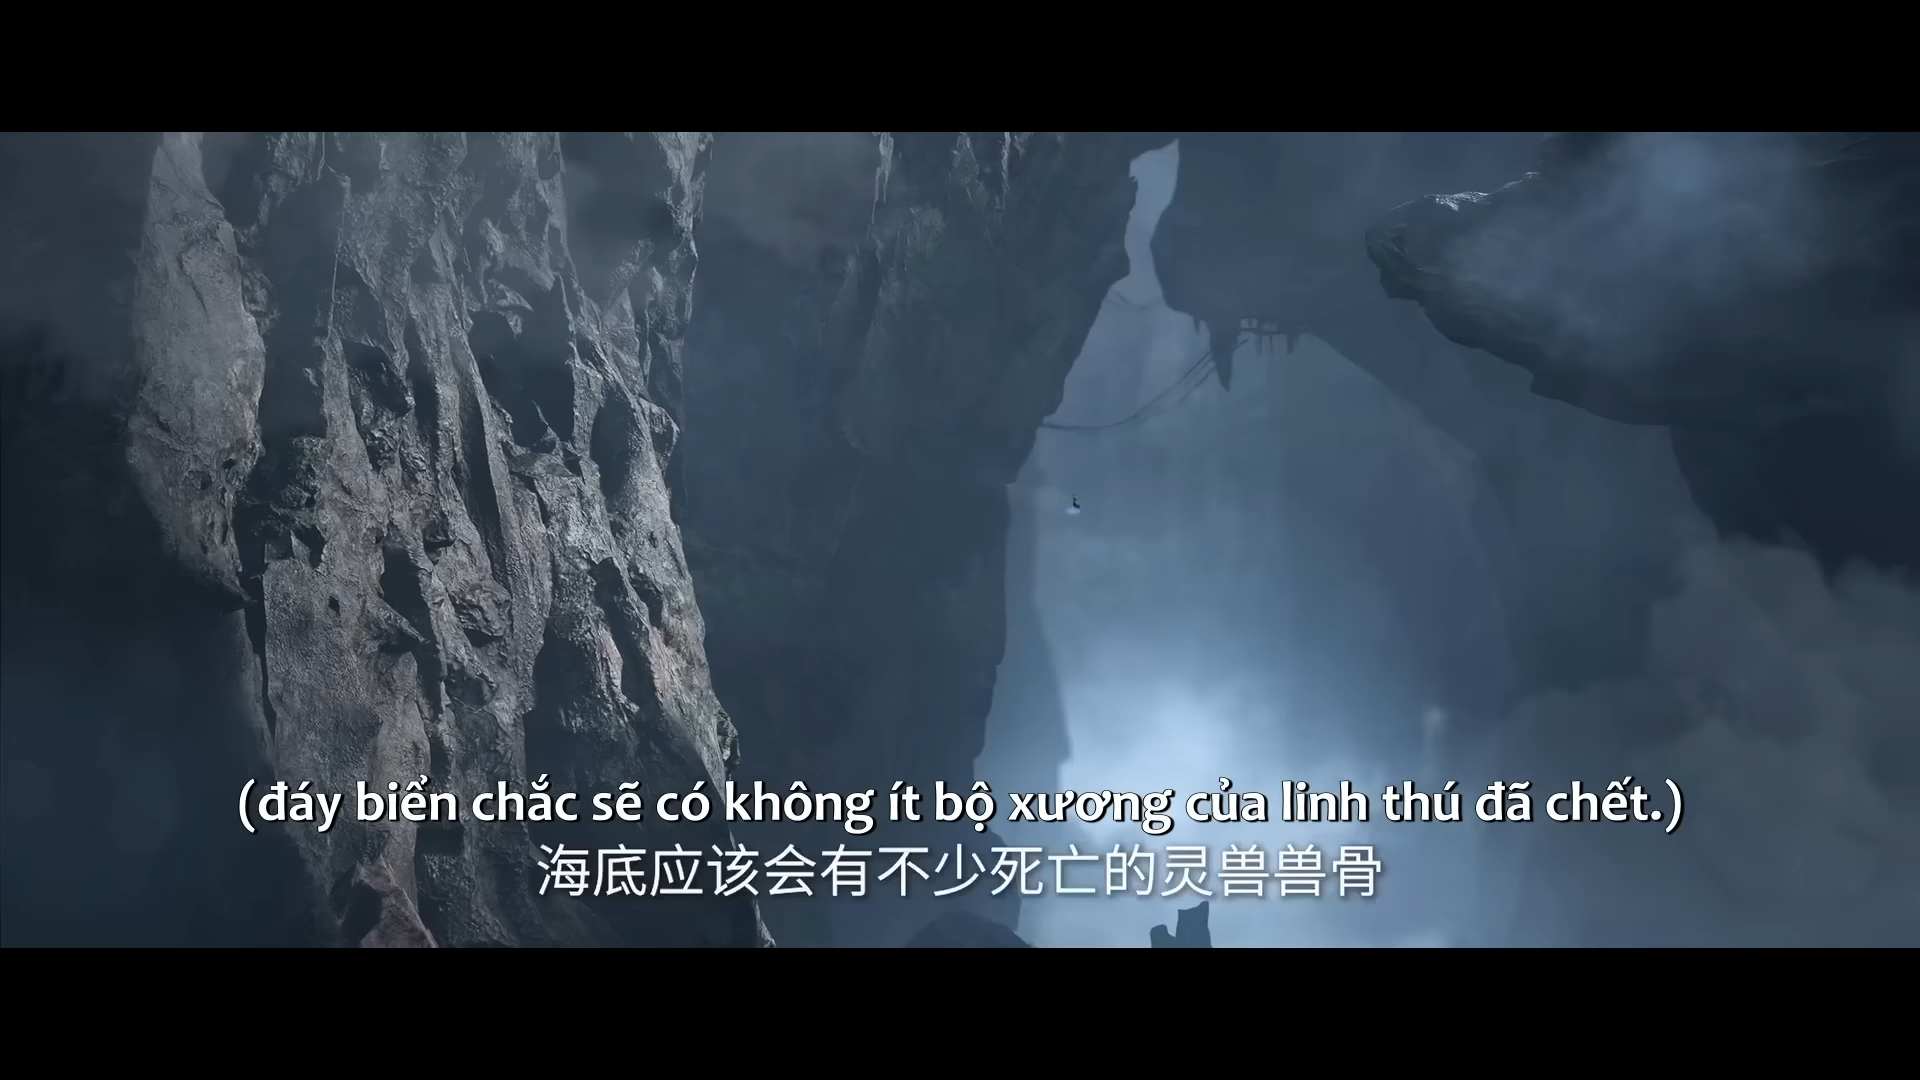 (đáy biển chắc sẽ có không ít bộ xương của linh thú đã chết.)
海底应该会有不少死亡的灵兽兽骨